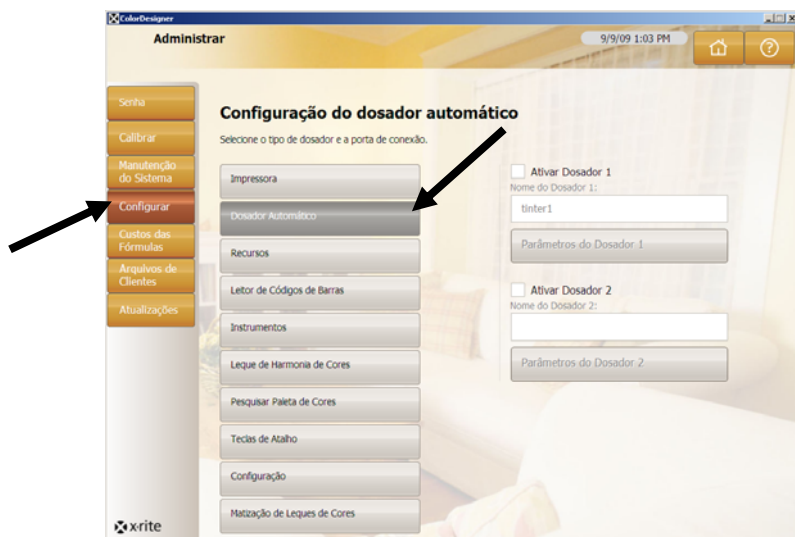 ColorDesigner
Administrar
9/9/09 1:03 PM
Senha
Calibrar
Manutenção
do Sistema
Configurar
Custos das
Fórmulas
Arquivos de
Clientes
Atualizações
Configuração do dosador automático
Selecione o tipo de dosador e a porta de conexão.
Impressora
Dosador Automático
Recursos
Leitor de Códigos de Barras
Instrumentos
Leque de Harmonia de Cores
Pesquisar Paleta de Cores
Teclas de Atalho
Configuração
Matização de Leques de Cores
Ativar Dosador 1
Nome do Dosador 1:
tinter1
Parâmetros do Dosador 1
Ativar Dosador 2
Nome do Dosador 2:
Parâmetros do Dosador 2
x·rite